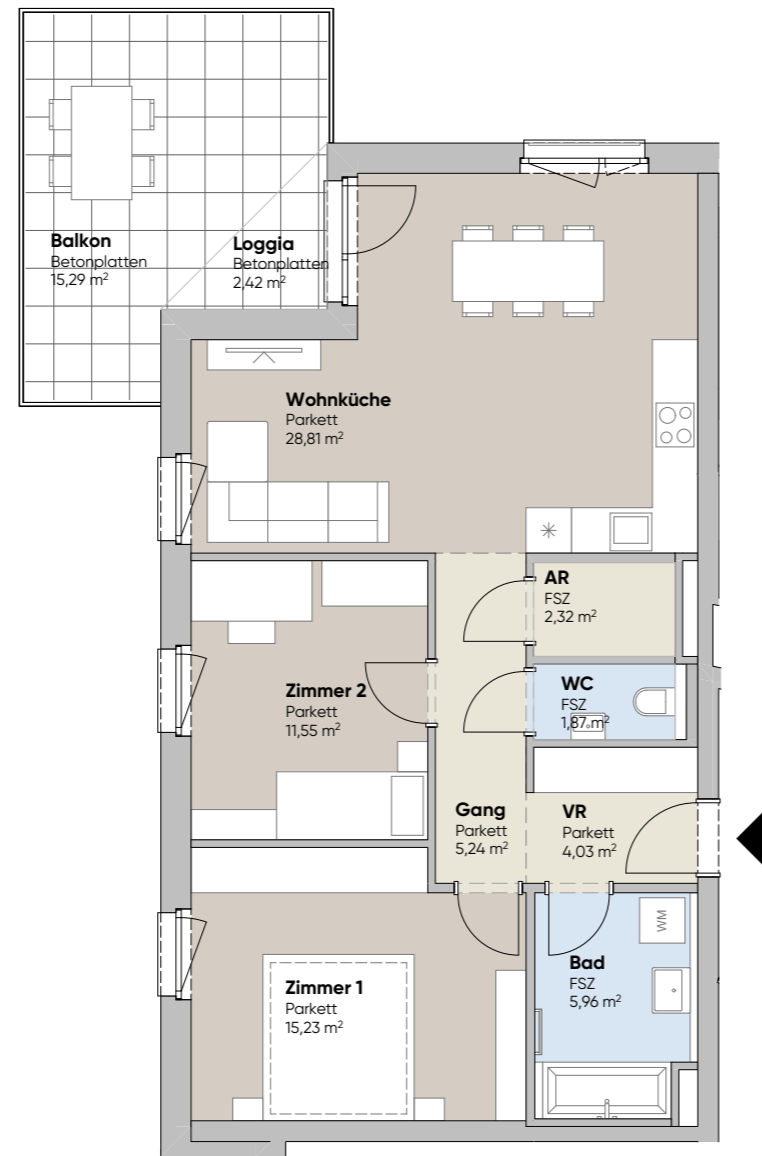 Balkon
Betonplatten
15,29 m²
Loggia
Betonplatten
2,42 m²
Wohnküche
Parkett
28,81 m²
AR
FSZ
2,32 m²
Zimmer 2
Parkett
11,55 m²
WC
FSZ
1,87 m²
Gang
Parkett
5,24 m²
VR
Parkett
4,03 m²
WM
Bad
FSZ
5,96 m²
Zimmer 1
Parkett
15,23 m²